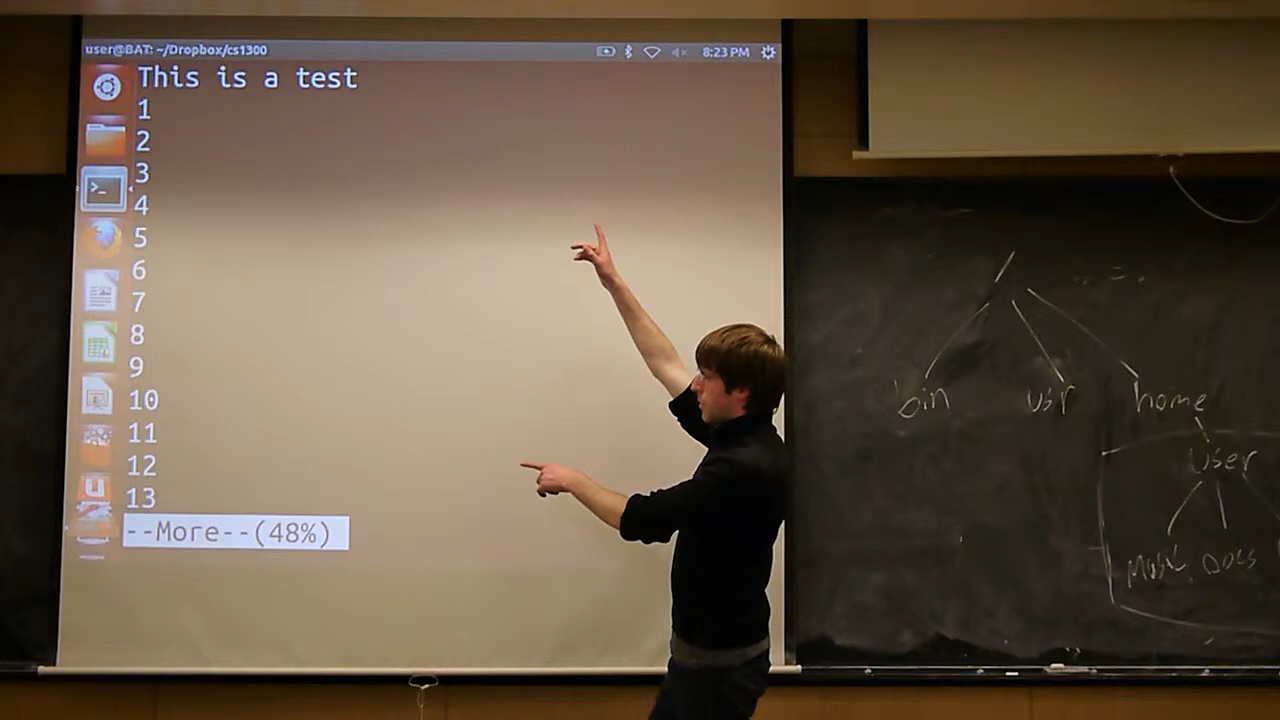 user@BAT: ~/Dropbox/cs1300 8:23 PM
This is a test
1
2
3
4
5
6
7
8
9
10
11
12
13
--More--(48%)
/
bin usr home
user
Music Docs